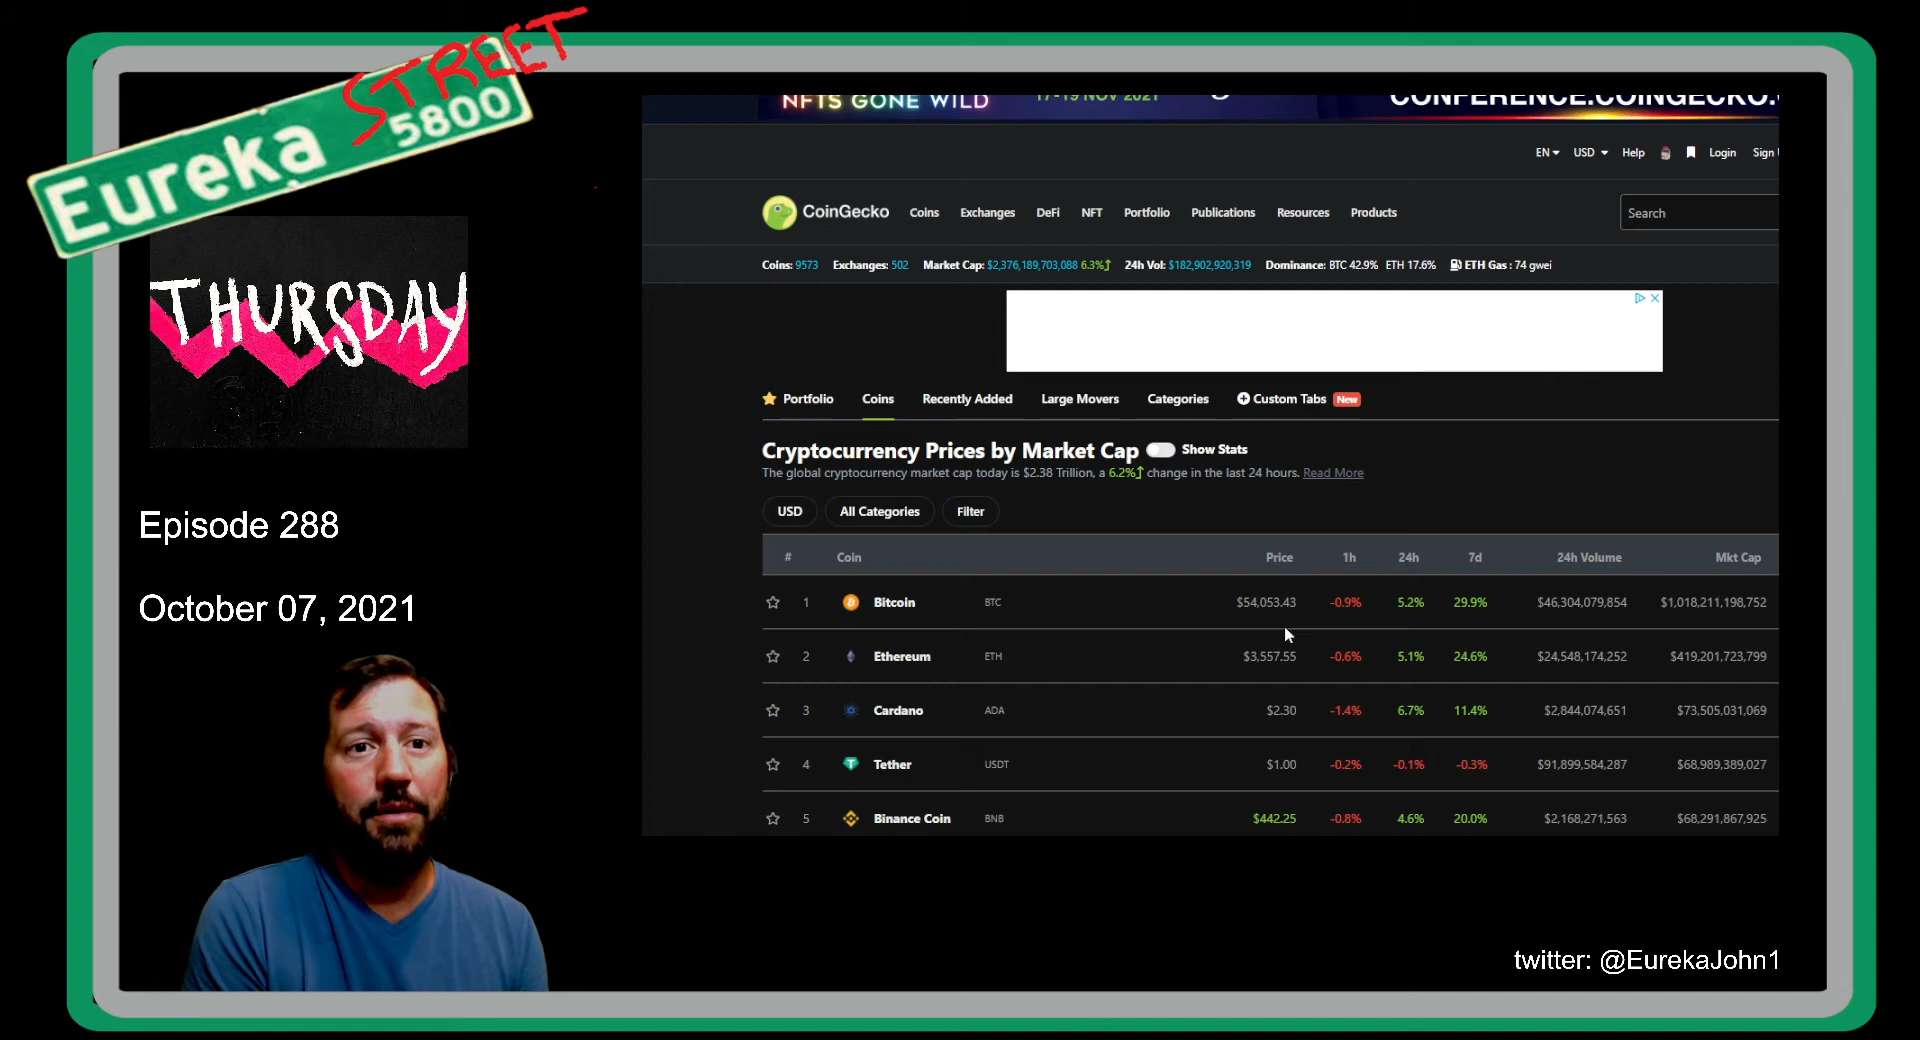 Eureka STREET
5800
THURSDAY
Episode 288
October 07, 2021
NFTS GONE WILD 17-19 NOV 2021 CONFERENCE.COINGECKO.
EN USD Help Login Sign
CoinGecko Coins Exchanges DeFi NFT Portfolio Publications Resources Products Search
Coins: 9573 Exchanges: 502 Market Cap: $2,376,189,703,088 6.3% 24h Vol: $182,902,920,319 Dominance: BTC 42.9% ETH 17.6% ETH Gas : 74 gwei
Portfolio Coins Recently Added Large Movers Categories Custom Tabs New
Cryptocurrency Prices by Market Cap Show Stats
The global cryptocurrency market cap today is $2.38 Trillion, a 6.2% change in the last 24 hours. Read More
USD All Categories Filter
# Coin Price 1h 24h 7d 24h Volume Mkt Cap
1 Bitcoin BTC $54,053.43 -0.9% 5.2% 29.9% $46,304,079,854 $1,018,211,198,752
2 Ethereum ETH $3,557.55 -0.6% 5.1% 24.6% $24,548,174,252 $419,201,723,799
3 Cardano ADA $2.30 -1.4% 6.7% 11.4% $2,844,074,651 $73,505,031,069
4 Tether USDT $1.00 -0.2% -0.1% -0.3% $91,899,584,287 $68,989,389,027
5 Binance Coin BNB $442.25 -0.8% 4.6% 20.0% $2,168,271,563 $68,291,867,925
twitter: @EurekaJohn1